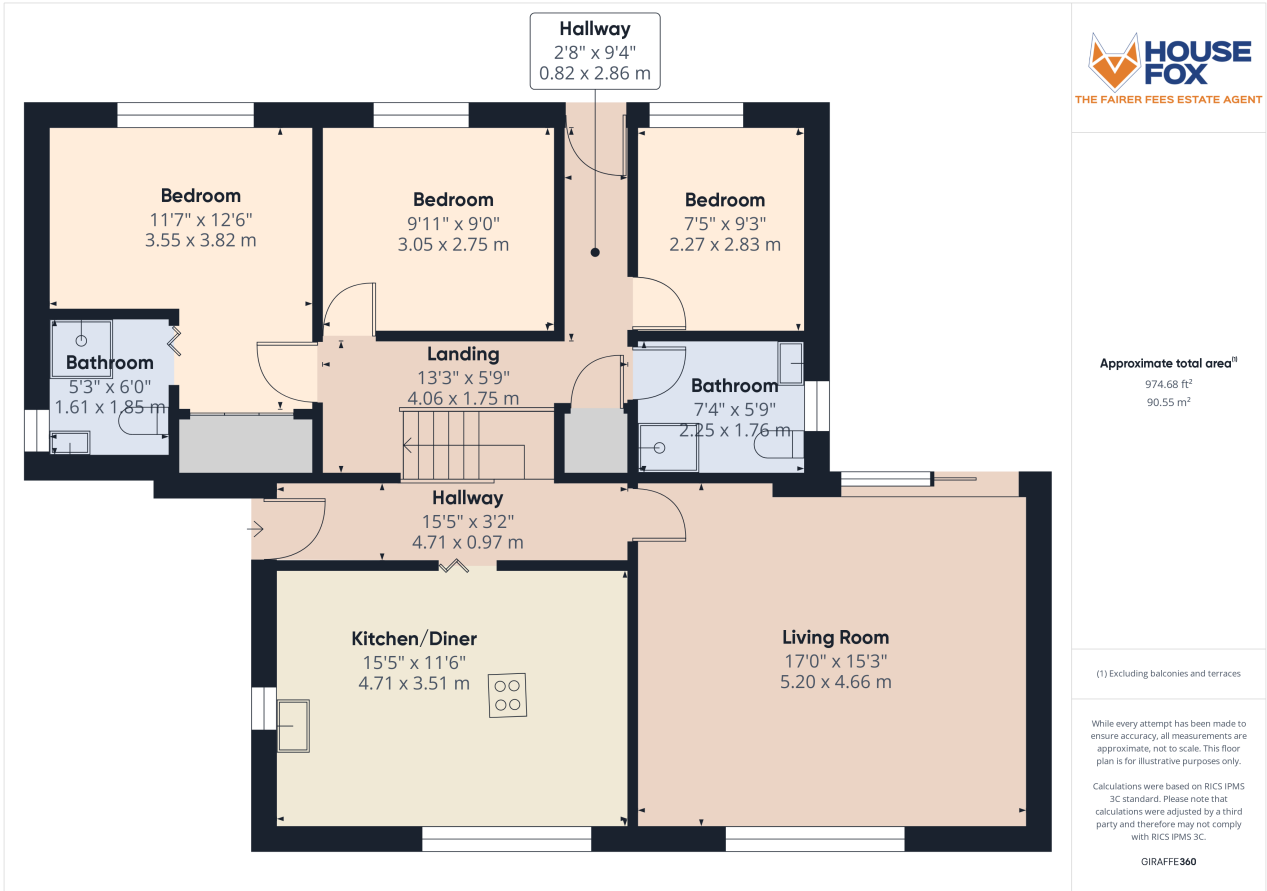 Hallway
2'8" x 9'4"
0.82 x 2.86 m
Bedroom
11'7" x 12'6"
3.55 x 3.82 m
Bedroom
9'11" x 9'0"
3.05 x 2.75 m
Bedroom
7'5" x 9'3"
2.27 x 2.83 m
Bathroom
5'3" x 6'0"
1.61 x 1.85 m
Landing
13'3" x 5'9"
4.06 x 1.75 m
Bathroom
7'4" x 5'9"
2.25 x 1.76 m
Hallway
15'5" x 3'2"
4.71 x 0.97 m
Kitchen/Diner
15'5" x 11'6"
4.71 x 3.51 m
Living Room
17'0" x 15'3"
5.20 x 4.66 m
HOUSE
FOX
THE FAIRER FEES ESTATE AGENT
Approximate total area(1)
974.68 ft²
90.55 m²
(1) Excluding balconies and terraces
While every attempt has been made to
ensure accuracy, all measurements are
approximate, not to scale. This floor
plan is for illustrative purposes only.
Calculations were based on RICS IPMS
3C standard. Please note that
calculations were adjusted by a third
party and therefore may not comply
with RICS IPMS 3C.
GIRAFFE360